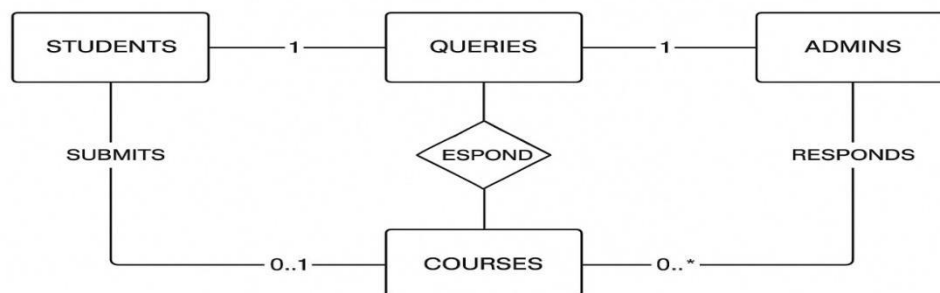 STUDENTS 1 QUERIES 1 ADMINS
SUBMITS ESPOND RESPONDS
0..1 COURSES 0..*